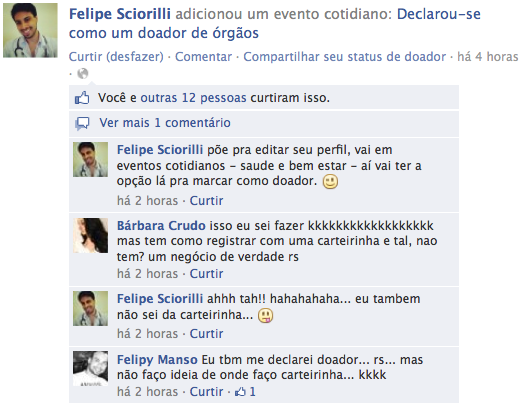 Felipe Sciorilli adicionou um evento cotidiano: Declarou-se
como um doador de órgãos
Curtir (desfazer) · Comentar · Compartilhar seu status de doador · há 4 horas
·
Você e outras 12 pessoas curtiram isso.
Ver mais 1 comentário
Felipe Sciorilli põe pra editar seu perfil, vai em
eventos cotidianos - saude e bem estar - aí vai ter a
opção lá pra marcar como doador.
há 2 horas · Curtir
Bárbara Crudo isso eu sei fazer kkkkkkkkkkkkkkkkkk
mas tem como registrar com uma carteirinha e tal, nao
tem? um negócio de verdade rs
há 2 horas · Curtir
Felipe Sciorilli ahhh tah!! hahahahaha... eu tambem
não sei da carteirinha...
há 2 horas · Curtir
Felipy Manso Eu tbm me declarei doador... rs... mas
não faço ideia de onde faço carteirinha... kkkk
há 2 horas · Curtir · 1